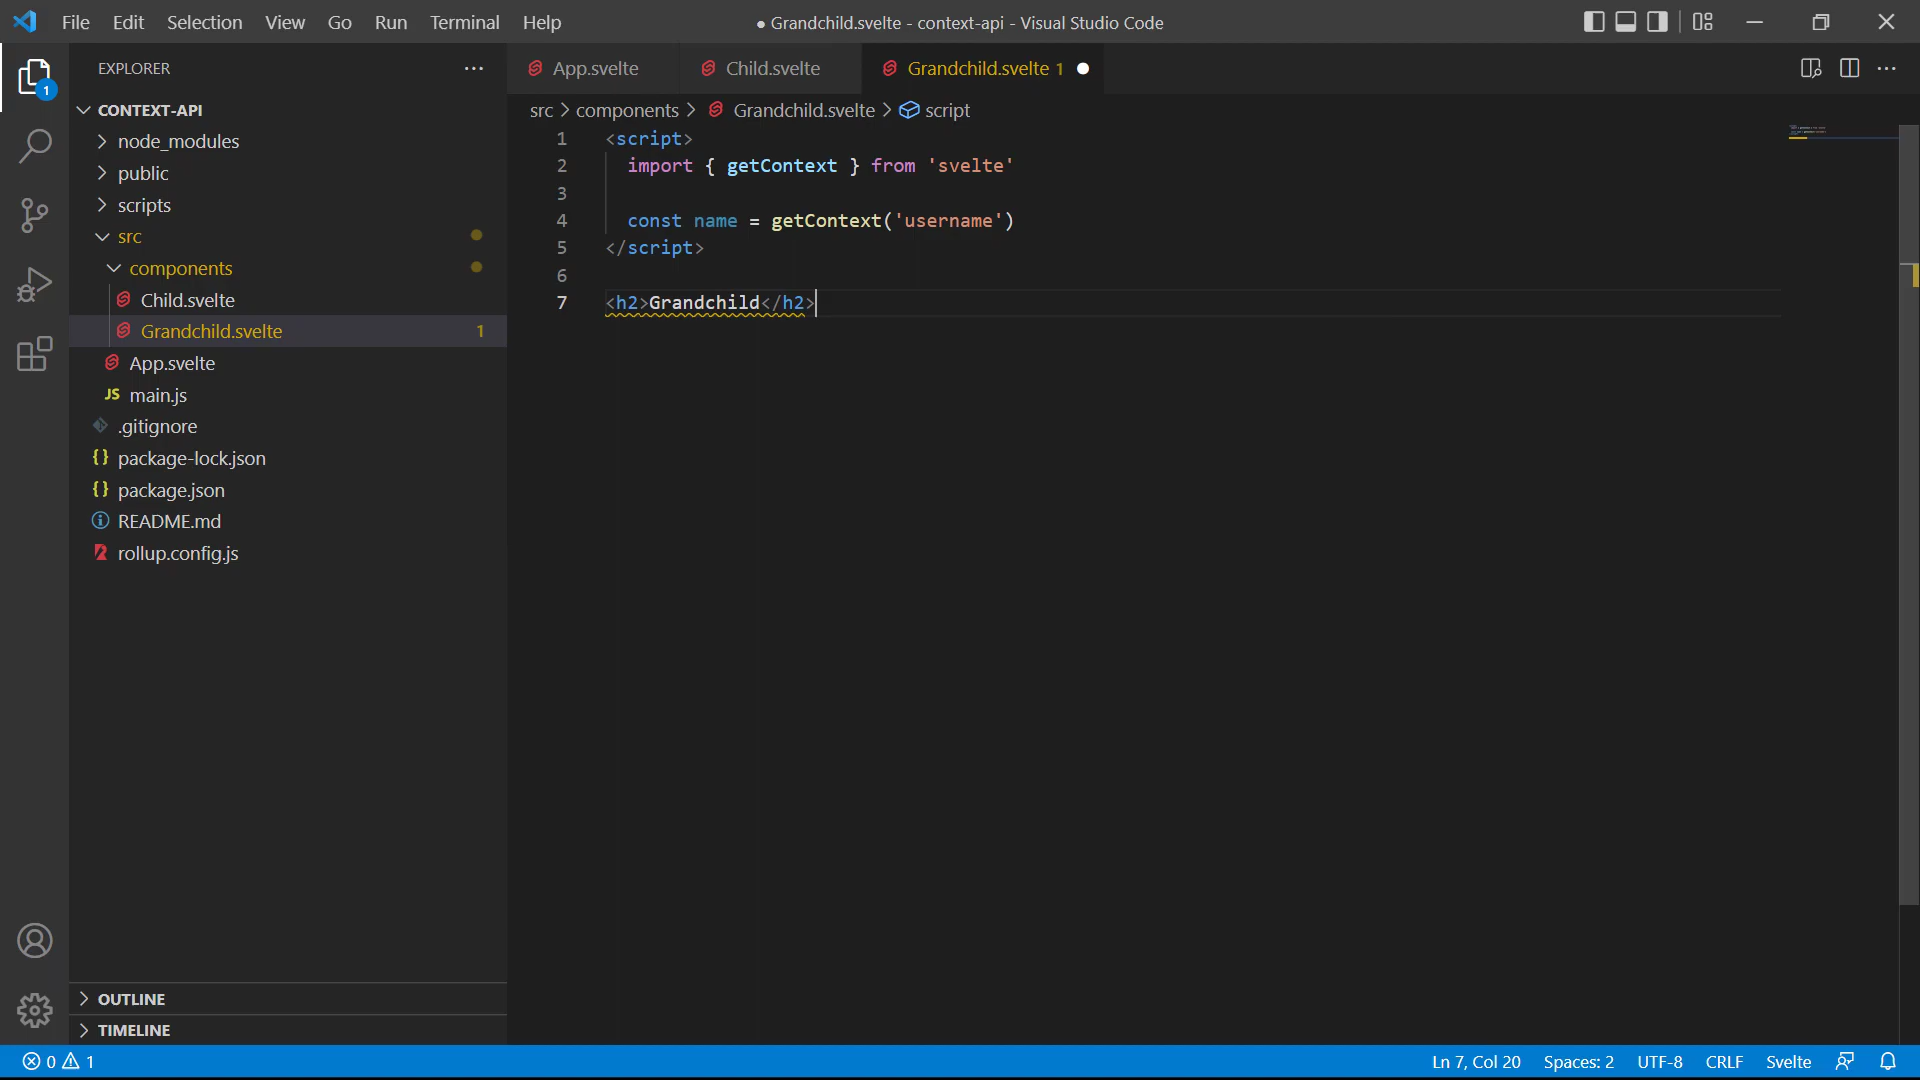 File Edit Selection View Go Run Terminal Help
● Grandchild.svelte - context-api - Visual Studio Code
1
EXPLORER
CONTEXT-API
node_modules
public
scripts
src
components
Child.svelte
Grandchild.svelte 1
App.svelte
JS main.js
.gitignore
{} package-lock.json
{} package.json
README.md
rollup.config.js
OUTLINE
TIMELINE
App.svelte Child.svelte Grandchild.svelte 1
src > components > Grandchild.svelte > script
1 <script>
2 import { getContext } from 'svelte'
3
4 const name = getContext('username')
5 </script>
6
7 <h2>Grandchild</h2>
0 1 Ln 7, Col 20 Spaces: 2 UTF-8 CRLF Svelte